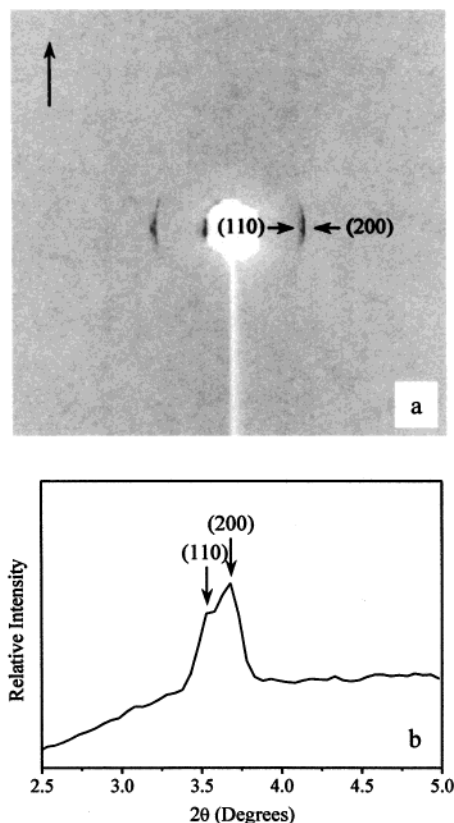 (110) (200)
a
(200)
(110)
Relative Intensity
b
2.5 3.0 3.5 4.0 4.5 5.0
2θ (Degrees)